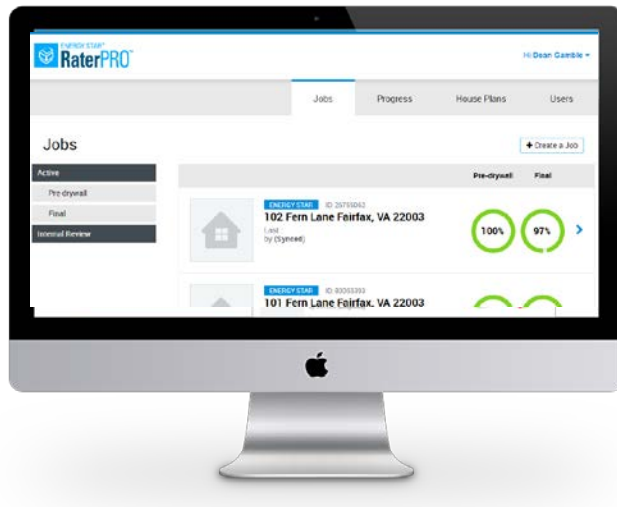 ENERGY STAR
RaterPRO™
Hi Dean Gamble
Jobs Progress House Plans Users
Jobs
+ Create a Job
Active
Pre-drywall Final
Pre-drywall
Final
Internal Review
ENERGY STAR
102 Fern Lane Fairfax, VA 22003
Last
by (Synced)
100% 97%
ENERGY STAR
101 Fern Lane Fairfax, VA 22003